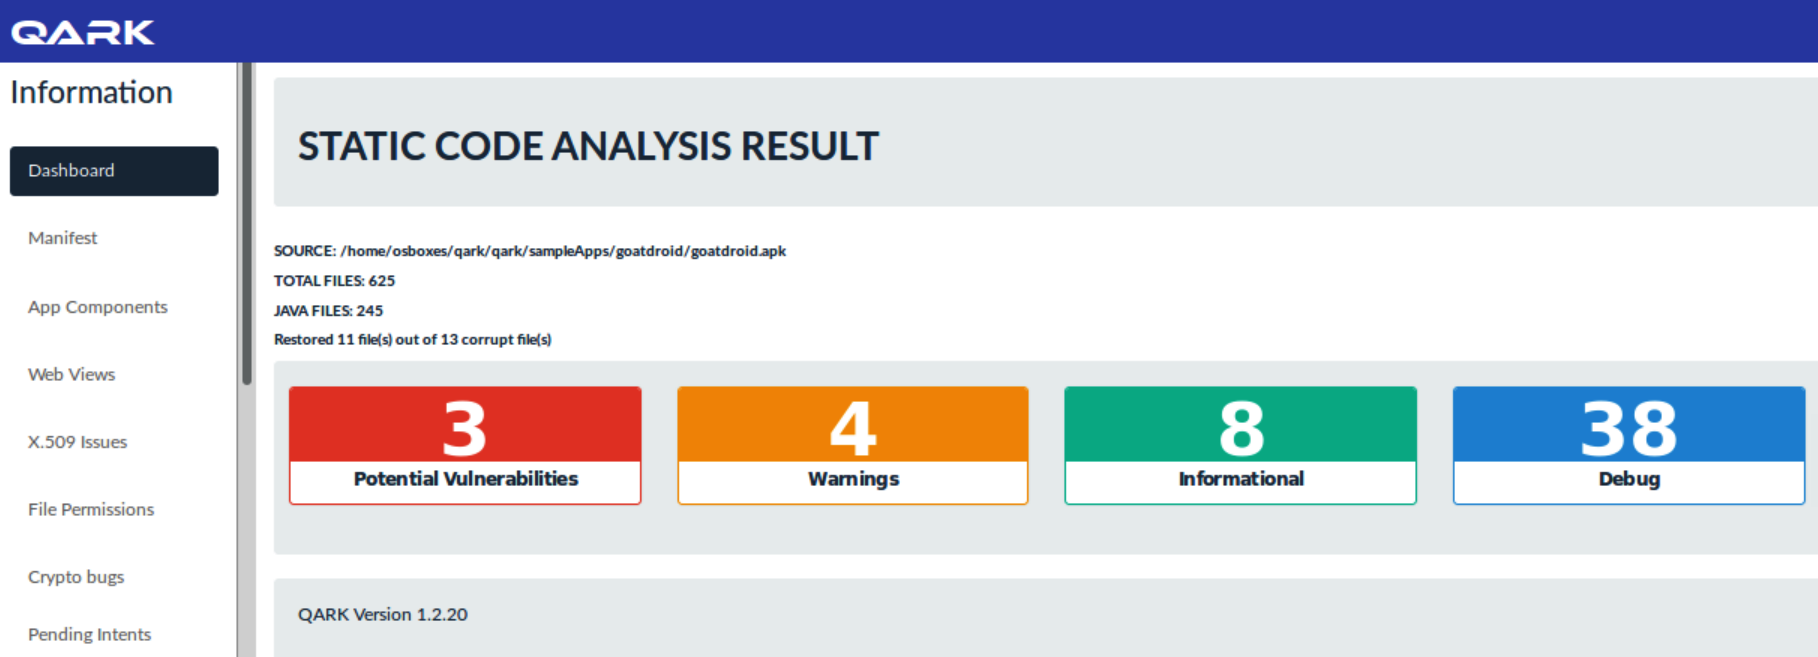 QARK
Information
Dashboard
Manifest
App Components
Web Views
X.509 Issues
File Permissions
Crypto bugs
Pending Intents
STATIC CODE ANALYSIS RESULT
SOURCE: /home/osboxes/qark/qark/sampleApps/goatdroid/goatdroid.apk
TOTAL FILES: 625
JAVA FILES: 245
Restored 11 file(s) out of 13 corrupt file(s)
3
Potential Vulnerabilities
4
Warnings
8
Informational
38
Debug
QARK Version 1.2.20